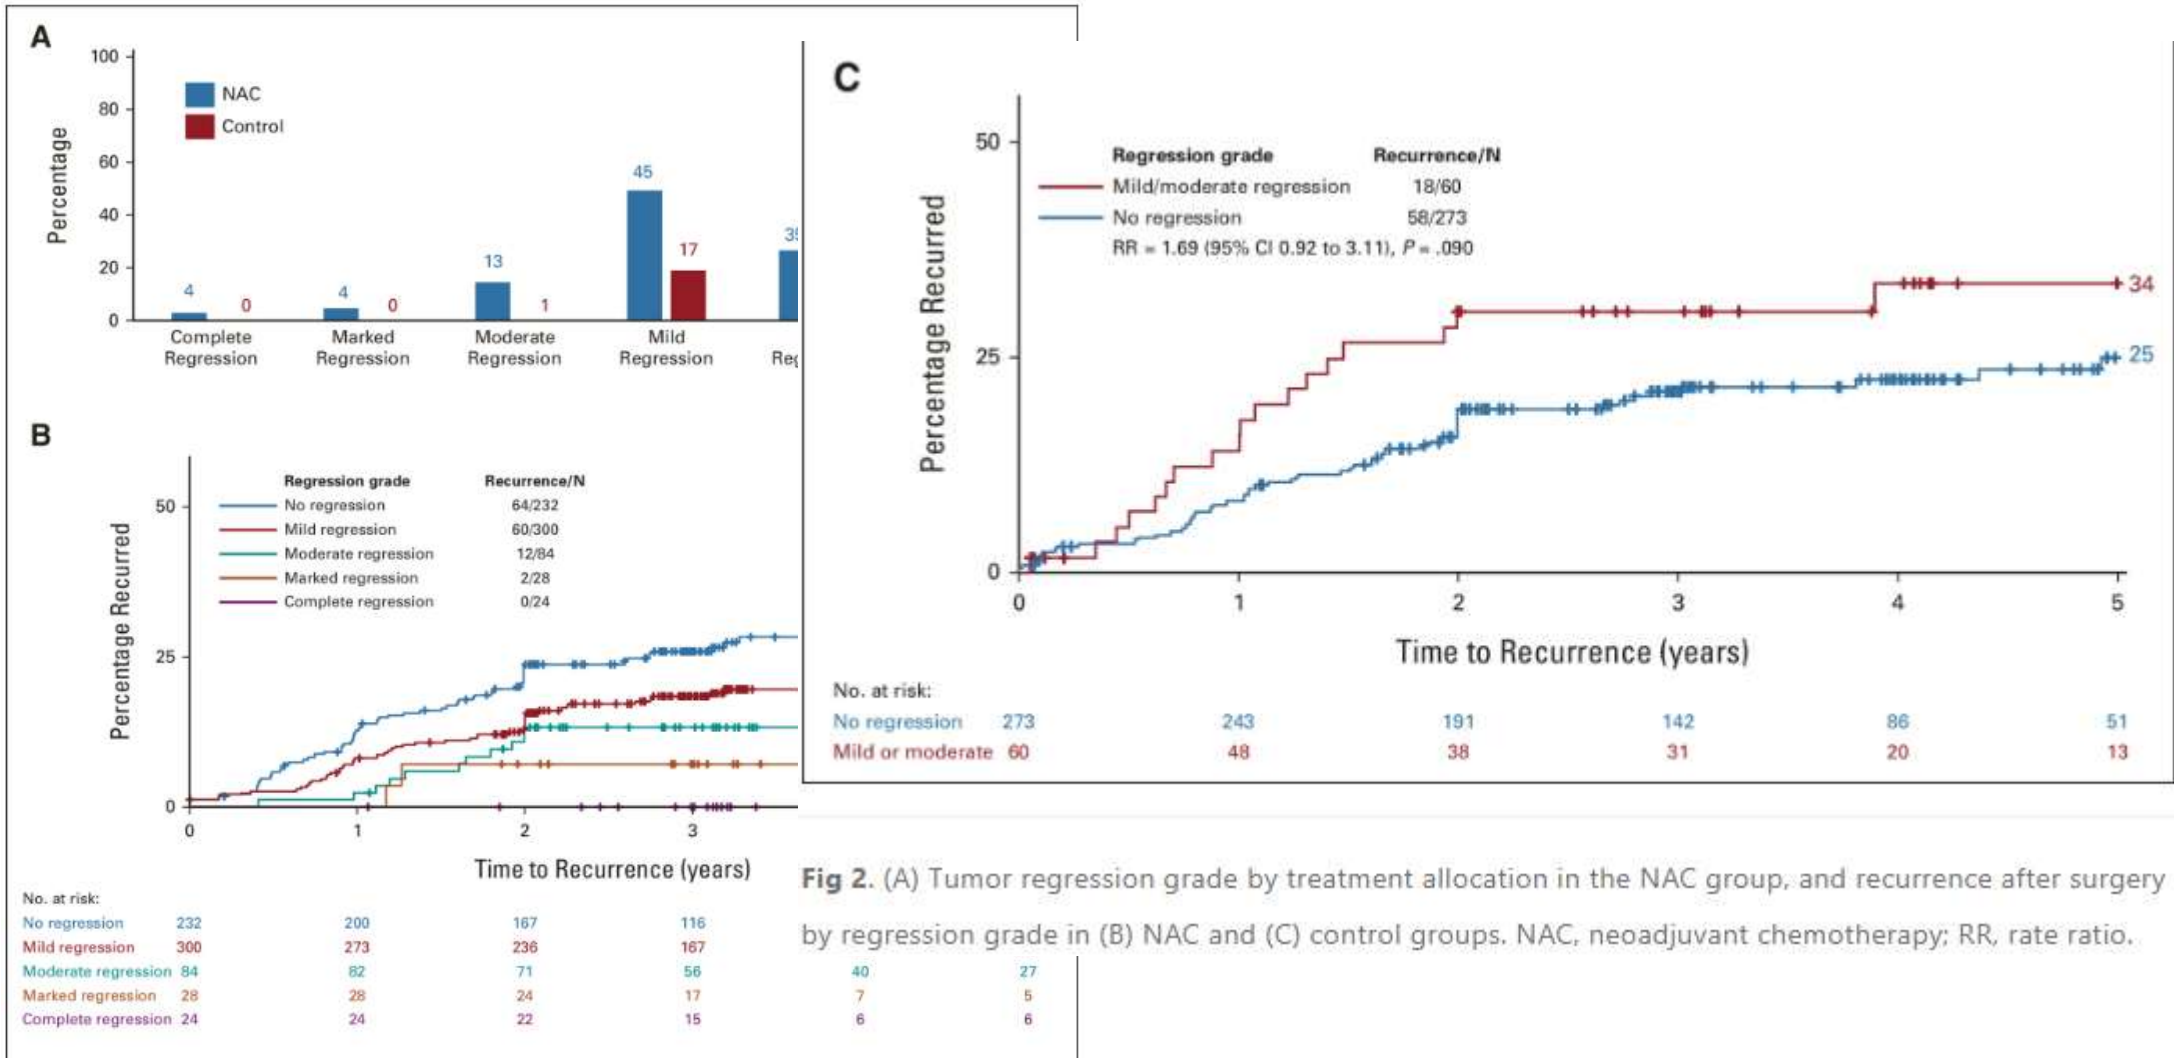 A
100
80
60
40
20
0
Percentage
NAC
Control
4
0
4
0
13
1
45
17
Complete
Regression
Marked
Regression
Moderate
Regression
Mild
Regression
B
50
25
0
Percentage Recurred
Regression grade Recurrence/N
No regression 64/232
Mild regression 60/300
Moderate regression 12/84
Marked regression 2/28
Complete regression 0/24
0 1 2 3
Time to Recurrence (years)
No. at risk:
No regression 232 200 167 116
Mild regression 300 273 236 167
Moderate regression 84 82 71 56 40 27
Marked regression 28 28 24 17 7 5
Complete regression 24 24 22 15 6 6
C
50
25
0
Percentage Recurred
Regression grade Recurrence/N
Mild/moderate regression 18/60
No regression 58/273
RR = 1.69 (95% CI 0.92 to 3.11), P = .090
34
25
0 1 2 3 4 5
Time to Recurrence (years)
No. at risk:
No regression 273 243 191 142 86 51
Mild or moderate 60 48 38 31 20 13
Fig 2. (A) Tumor regression grade by treatment allocation in the NAC group, and recurrence after surgery
by regression grade in (B) NAC and (C) control groups. NAC, neoadjuvant chemotherapy; RR, rate ratio.